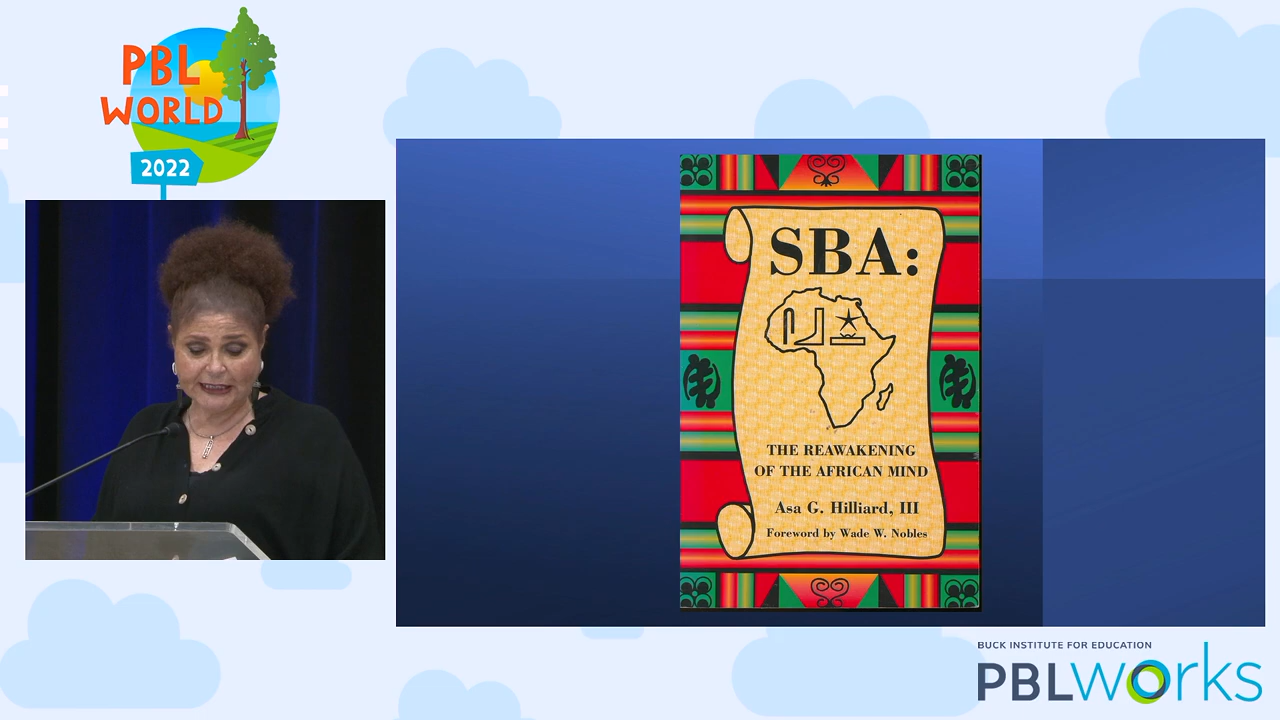 PBL
WORLD
2022
SBA:
THE REAWAKENING
OF THE AFRICAN MIND
Asa G. Hilliard, III
Foreword by Wade W. Nobles
BUCK INSTITUTE FOR EDUCATION
PBLWorks